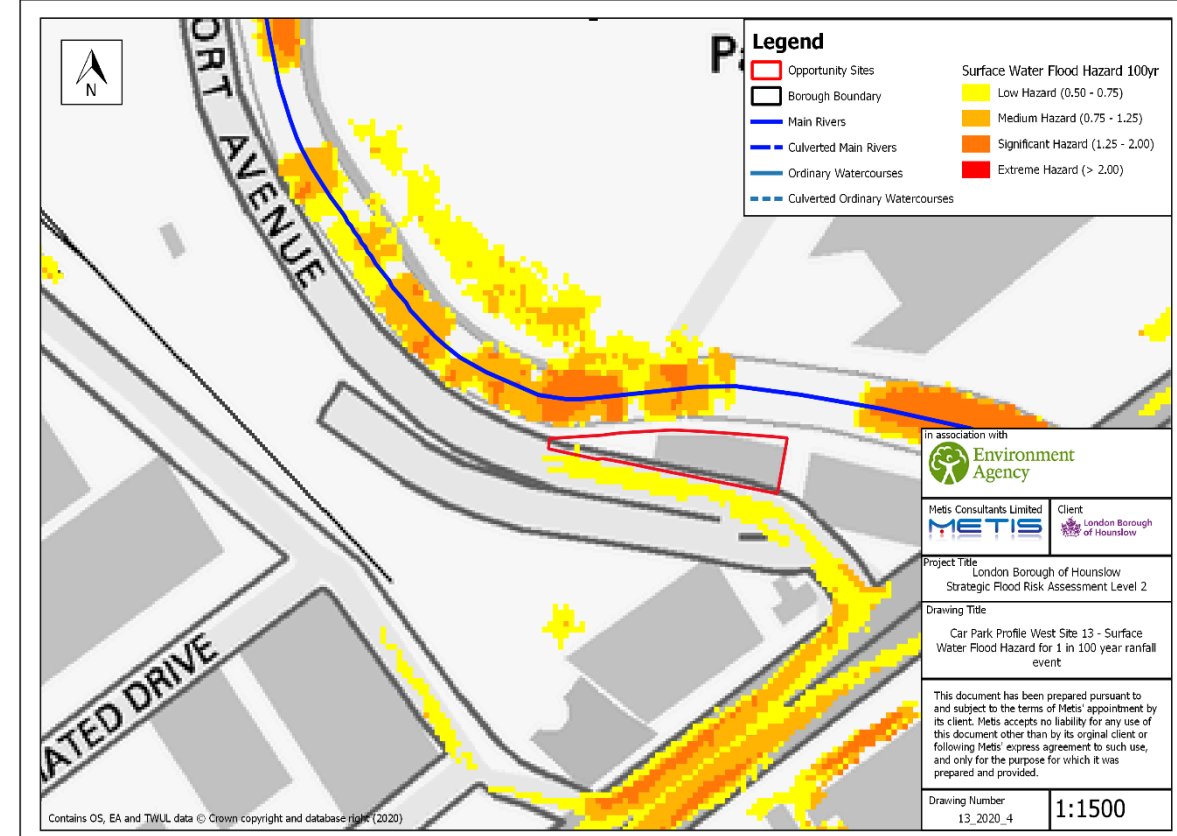 ORT AVENUE
N
Legend
Opportunity Sites
Borough Boundary
Main Rivers
Culverted Main Rivers
Ordinary Watercourses
Culverted Ordinary Watercourses
Surface Water Flood Hazard 100yr
Low Hazard (0.50 - 0.75)
Medium Hazard (0.75 - 1.25)
Significant Hazard (1.25 - 2.00)
Extreme Hazard (> 2.00)
in association with
Environment
Agency
Metis Consultants Limited
METIS
Client
London Borough
of Hounslow
Project Title
London Borough of Hounslow
Strategic Flood Risk Assessment Level 2
Drawing Title
Car Park Profile West Site 13 - Surface
Water Flood Hazard for 1 in 100 year ranfall
event
This document has been prepared pursuant to
and subject to the terms of Metis' appointment by
its client. Metis accepts no liability for any use of
this document other than by its orginal client or
following Metis' express agreement to such use,
and only for the purpose for which it was
prepared and provided.
Drawing Number
13_2020_4
1:1500
ATED DRIVE
Contains OS, EA and TWUL data © Crown copyright and database right (2020)